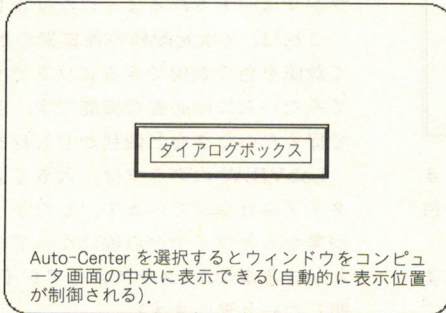 ダイアログボックス
Auto-Center を選択するとウィンドウをコンピュ
ータ画面の中央に表示できる(自動的に表示位置
が制御される).